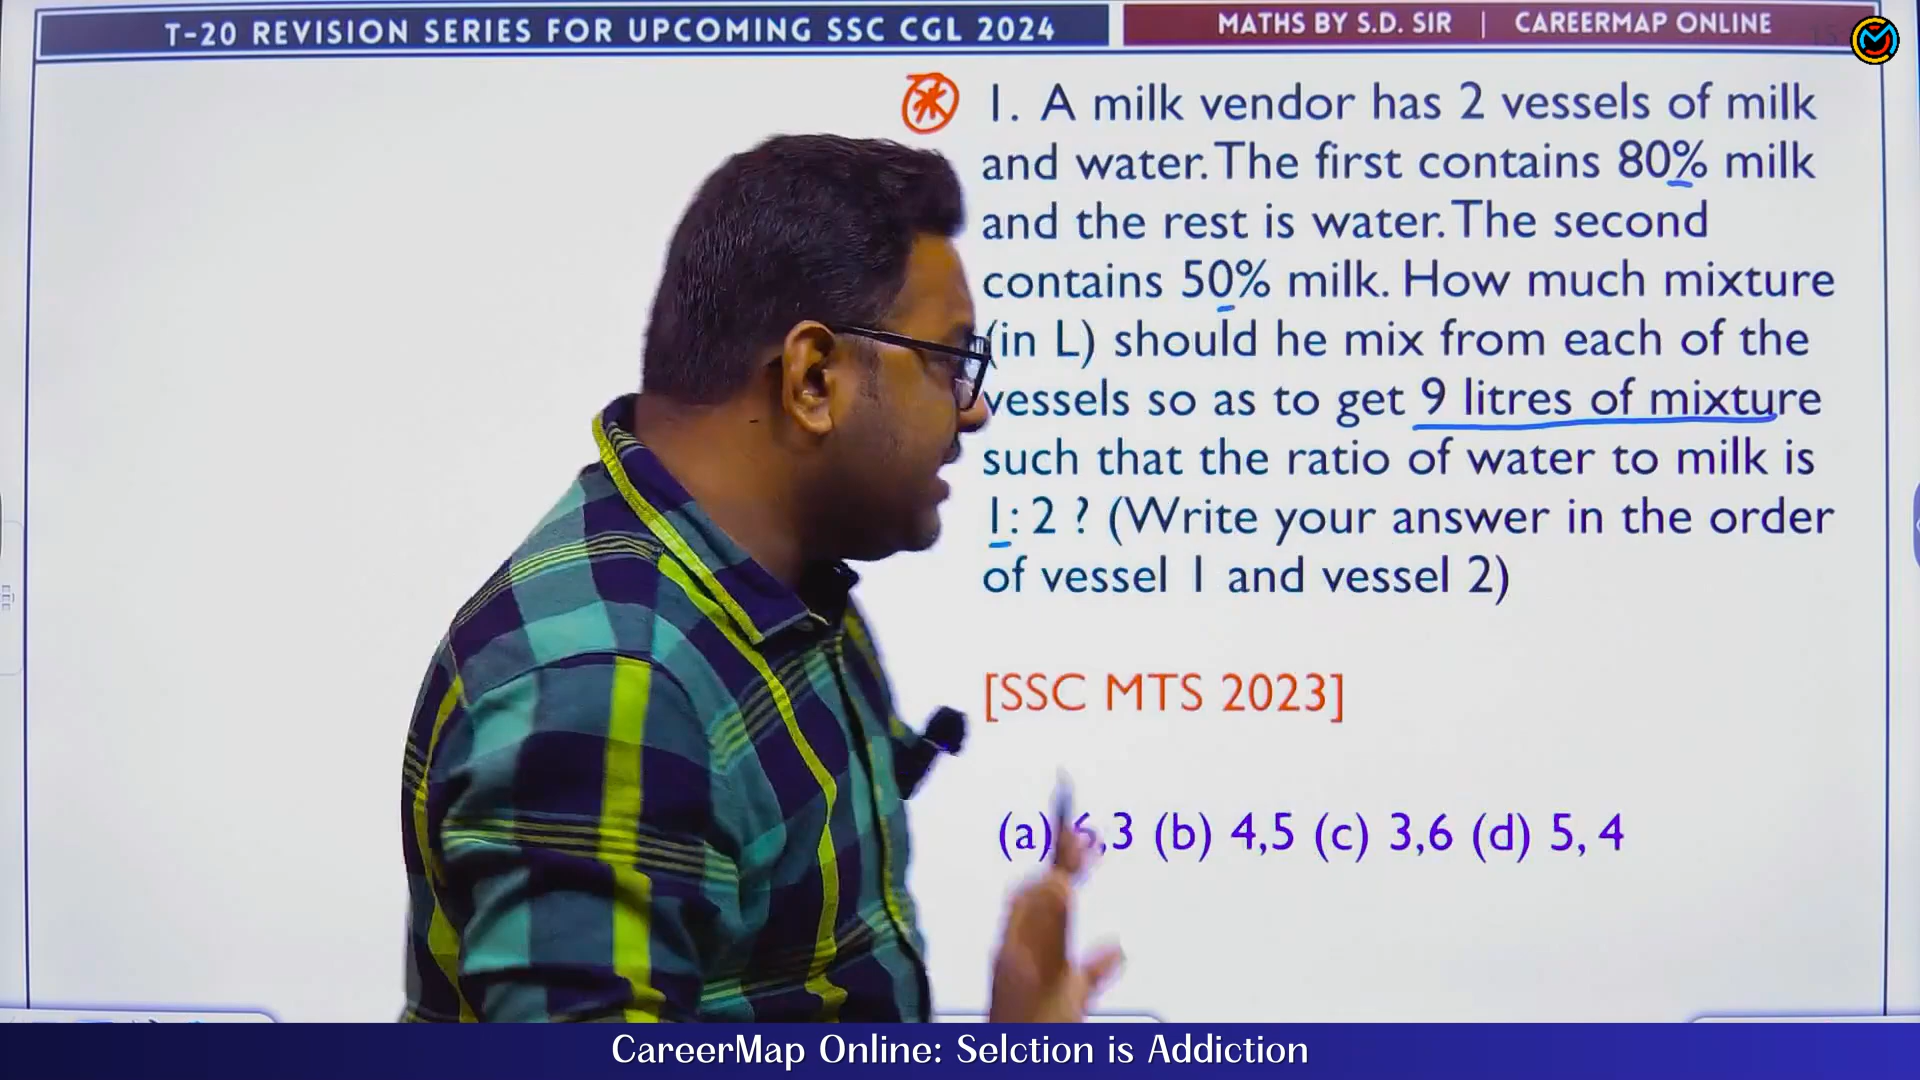 T-20 REVISION SERIES FOR UPCOMING SSC CGL 2024
MATHS BY S.D. SIR | CAREERMAP ONLINE
1. A milk vendor has 2 vessels of milk
and water. The first contains 80% milk
and the rest is water. The second
contains 50% milk. How much mixture
(in L) should he mix from each of the
vessels so as to get 9 litres of mixture
such that the ratio of water to milk is
1: 2 ? (Write your answer in the order
of vessel 1 and vessel 2)
[SSC MTS 2023]
(a) 6,3 (b) 4,5 (c) 3,6 (d) 5, 4
CareerMap Online: Selction is Addiction